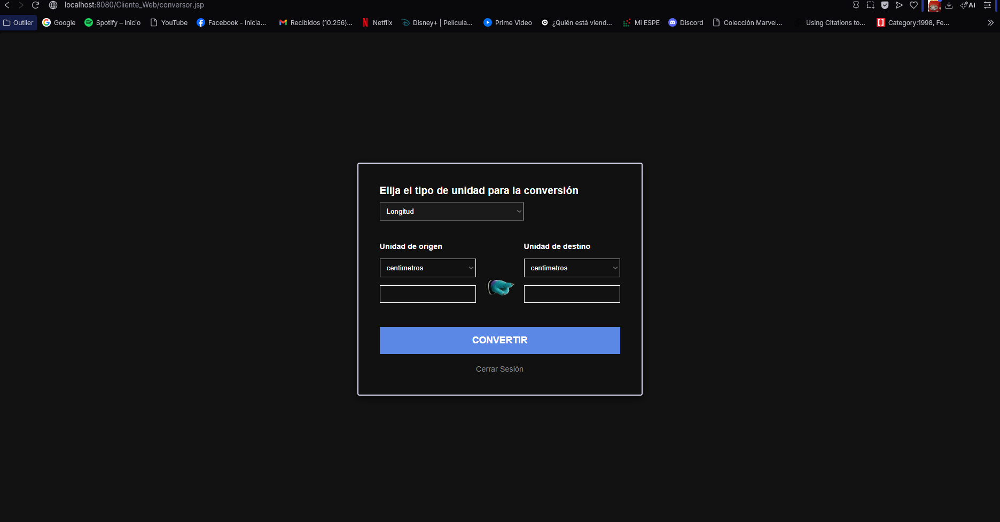 localhost:8080/Cliente_Web/conversor.jsp
AI
Outlier
Google
Spotify – Inicio
YouTube
Facebook - Inicia...
Recibidos (10.256)...
Netflix
Disney+ | Película...
Prime Video
¿Quién está viend...
Mi ESPE
Discord
Colección Marvel...
Using Citations to...
Category:1998, Fe...
Elija el tipo de unidad para la conversión
Longitud
Unidad de origen
Unidad de destino
centimetros
centimetros
CONVERTIR
Cerrar Sesión